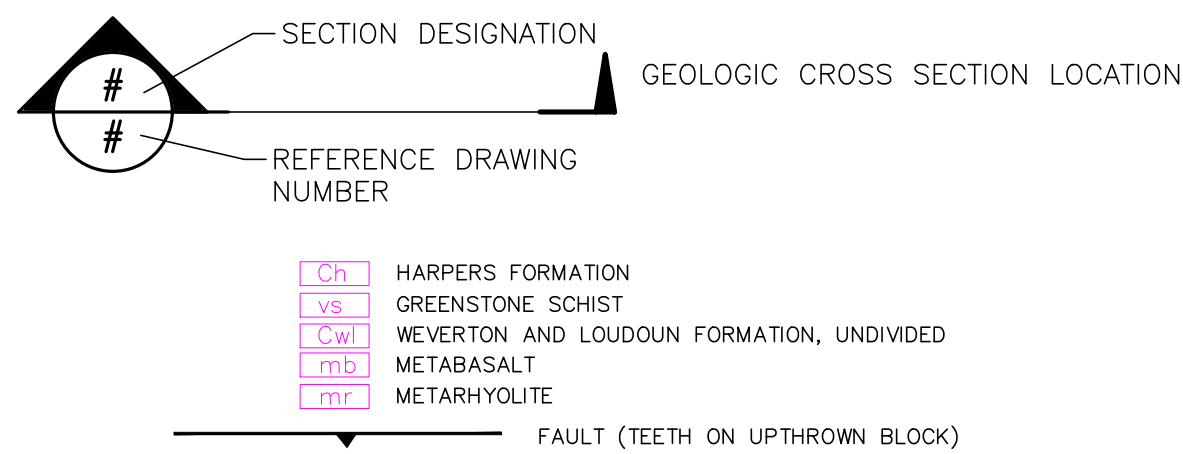 SECTION DESIGNATION
#
GEOLOGIC CROSS SECTION LOCATION
#
REFERENCE DRAWING
NUMBER
Ch HARPERS FORMATION
vs GREENSTONE SCHIST
Cwl WEVERTON AND LOUDOUN FORMATION, UNDIVIDED
mb METABASALT
mr METARHYOLITE
FAULT (TEETH ON UPTHROWN BLOCK)